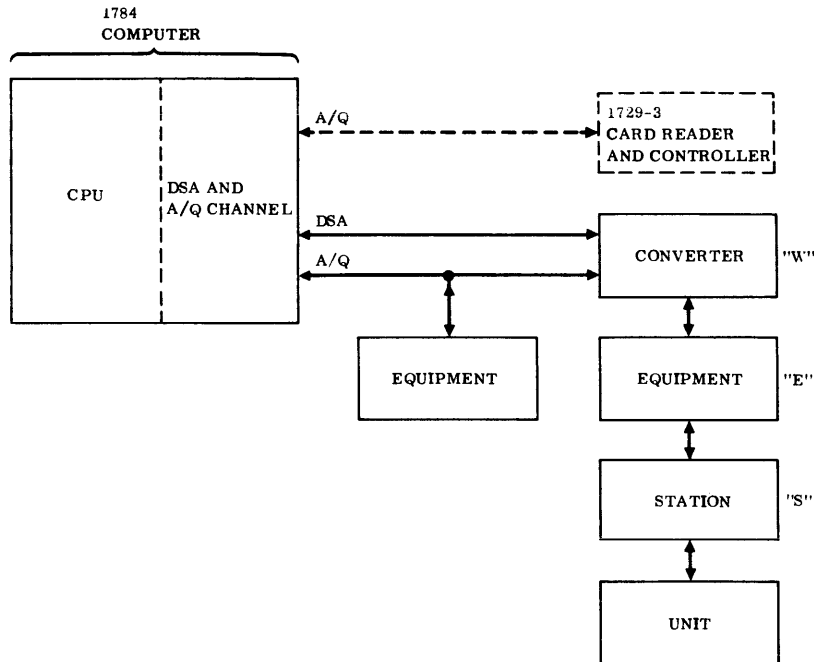 1784
COMPUTER
CPU
DSA AND
A/Q CHANNEL
A/Q
1729-3
CARD READER
AND CONTROLLER
DSA
A/Q
CONVERTER
"W"
EQUIPMENT
EQUIPMENT
"E"
STATION
"S"
UNIT